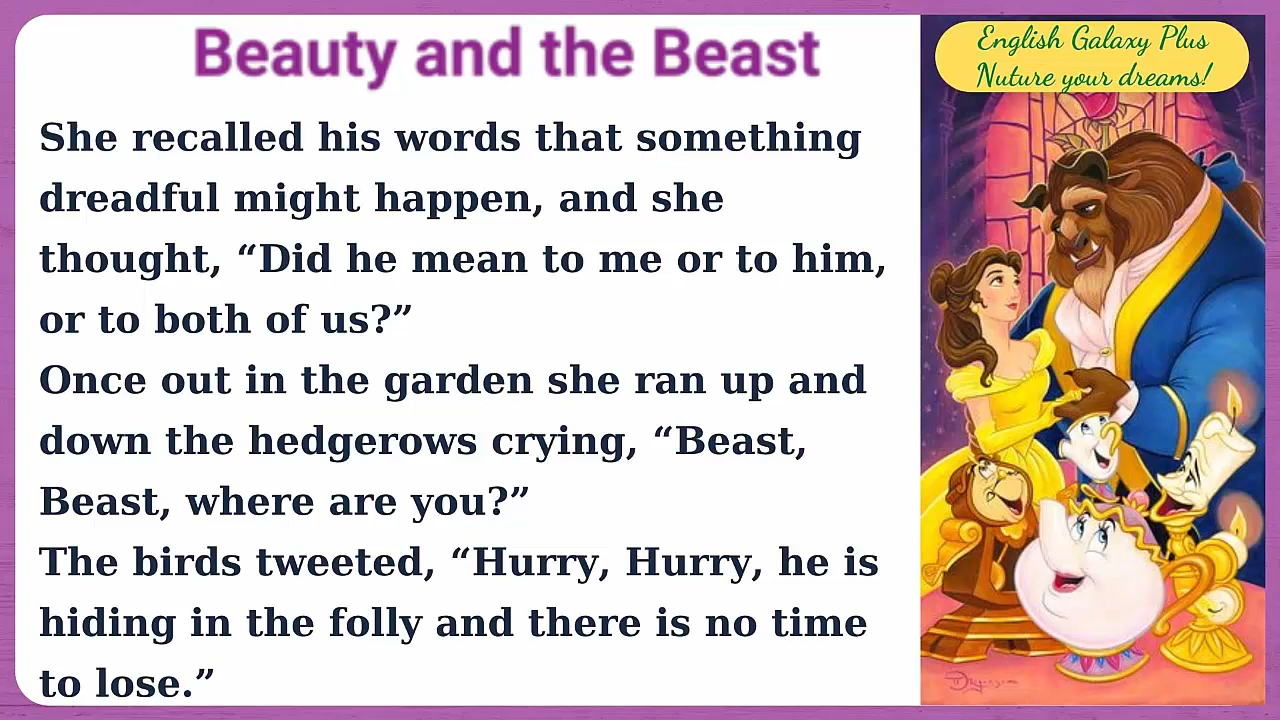 Beauty and the Beast
English Galaxy Plus
Nuture your dreams!
She recalled his words that something
dreadful might happen, and she
thought, “Did he mean to me or to him,
or to both of us?”
Once out in the garden she ran up and
down the hedgerows crying, “Beast,
Beast, where are you?”
The birds tweeted, “Hurry, Hurry, he is
hiding in the folly and there is no time
to lose.”